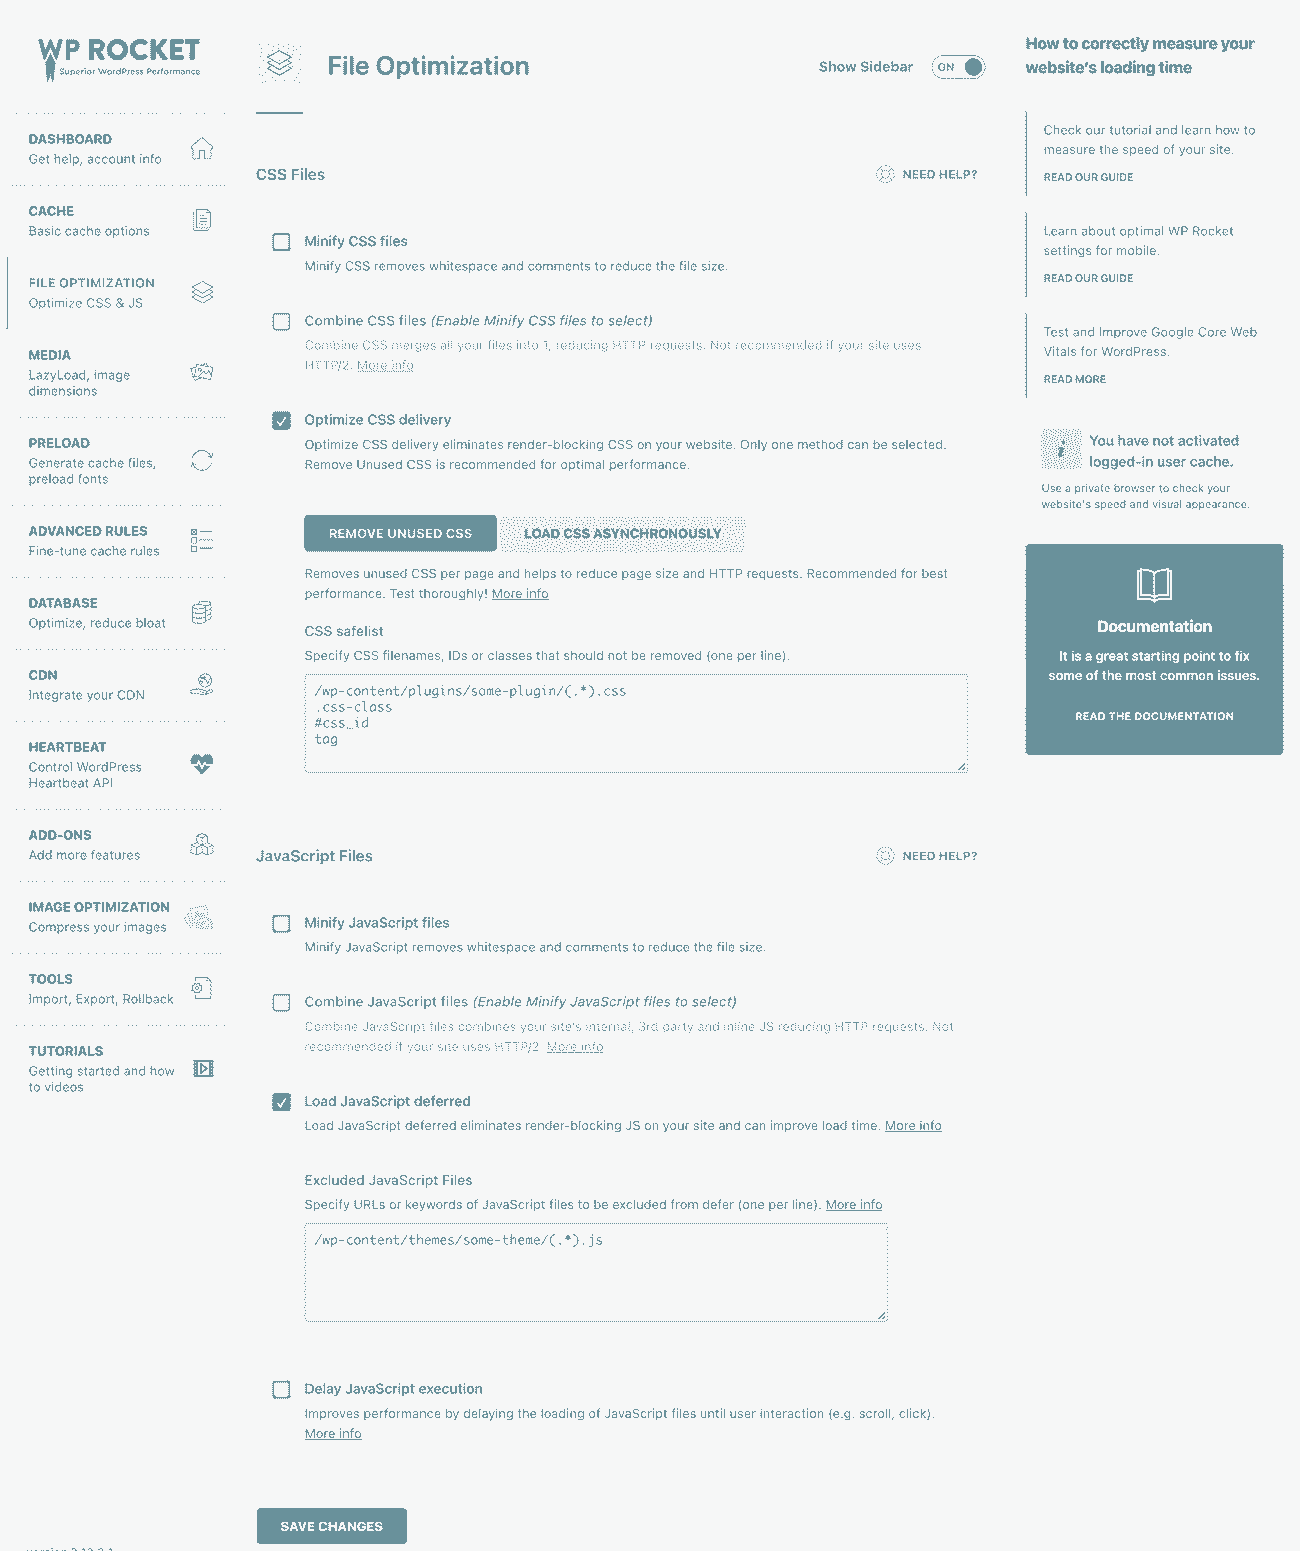 WP ROCKET
Superior WordPress Performance
DASHBOARD
Get help, account info
CACHE
Basic cache options
FILE OPTIMIZATION
Optimize CSS & JS
MEDIA
LazyLoad, image
dimensions
PRELOAD
Generate cache files,
preload fonts
ADVANCED RULES
Fine-tune cache rules
DATABASE
Optimize, reduce bloat
CDN
Integrate your CDN
HEARTBEAT
Control WordPress
Heartbeat API
ADD-ONS
Add more features
IMAGE OPTIMIZATION
Compress your images
TOOLS
Import, Export, Rollback
TUTORIALS
Getting started and how
to videos
File Optimization
Show Sidebar ON
CSS Files
NEED HELP?
Minify CSS files
Minify CSS removes whitespace and comments to reduce the file size.
Combine CSS files (Enable Minify CSS files to select)
Combine CSS merges all your files into 1, reducing HTTP requests. Not recommended if your site uses
HTTP/2. More info
Optimize CSS delivery
Optimize CSS delivery eliminates render-blocking CSS on your website. Only one method can be selected.
Remove Unused CSS is recommended for optimal performance.
REMOVE UNUSED CSS LOAD CSS ASYNCHRONOUSLY
Removes unused CSS per page and helps to reduce page size and HTTP requests. Recommended for best
performance. Test thoroughly! More info
CSS safelist
Specify CSS filenames, IDs or classes that should not be removed (one per line).
/wp-content/plugins/some-plugin/(.*).css
.css-class
#css_id
tag
JavaScript Files
NEED HELP?
Minify JavaScript files
Minify JavaScript removes whitespace and comments to reduce the file size.
Combine JavaScript files (Enable Minify JavaScript files to select)
Combine JavaScript files combines your site's internal, 3rd party and inline JS reducing HTTP requests. Not
recommended if your site uses HTTP/2. More info
Load JavaScript deferred
Load JavaScript deferred eliminates render-blocking JS on your site and can improve load time. More info
Excluded JavaScript Files
Specify URLs or keywords of JavaScript files to be excluded from defer (one per line). More info
/wp-content/themes/some-theme/(.*).js
Delay JavaScript execution
Improves performance by delaying the loading of JavaScript files until user interaction (e.g. scroll, click).
More info
SAVE CHANGES
How to correctly measure your
website's loading time
Check our tutorial and learn how to
measure the speed of your site.
READ OUR GUIDE
Learn about optimal WP Rocket
settings for mobile.
READ OUR GUIDE
Test and Improve Google Core Web
Vitals for WordPress.
READ MORE
You have not activated
logged-in user cache.
Use a private browser to check your
website's speed and visual appearance.
Documentation
It is a great starting point to fix
some of the most common issues.
READ THE DOCUMENTATION